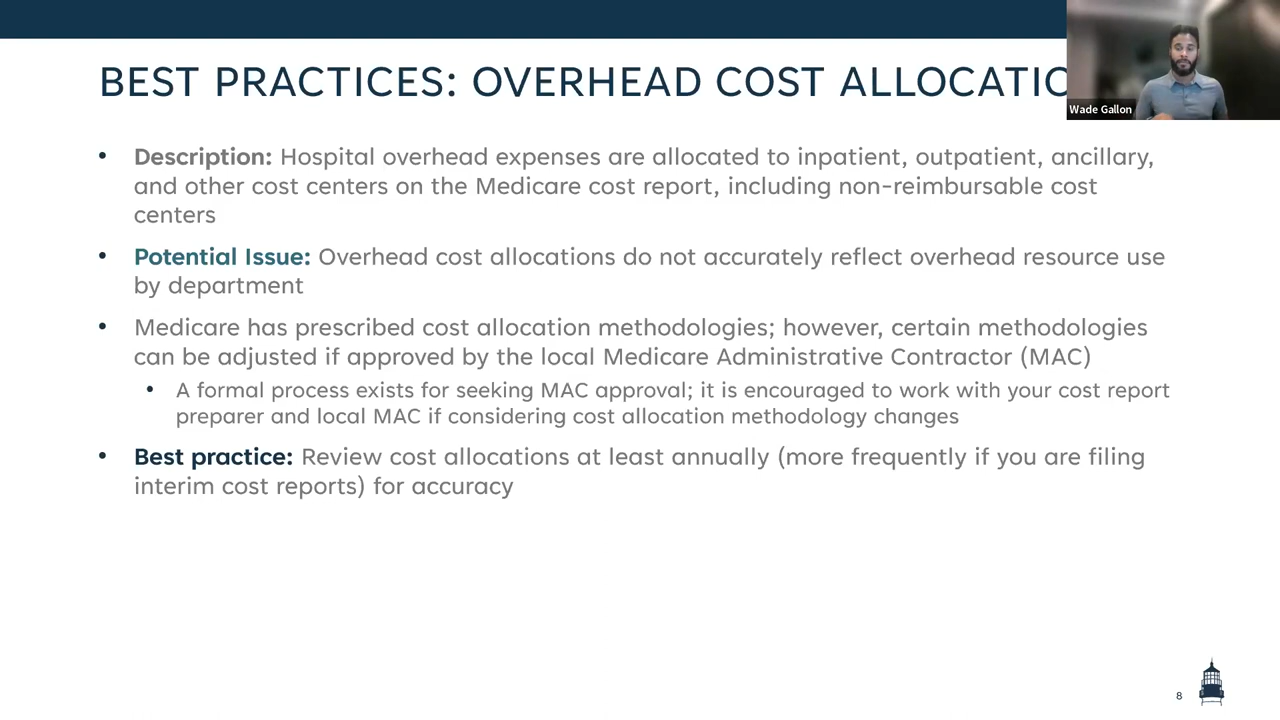 BEST PRACTICES: OVERHEAD COST ALLOCATIO
Wade Gallon
• Description: Hospital overhead expenses are allocated to inpatient, outpatient, ancillary,
and other cost centers on the Medicare cost report, including non-reimbursable cost
centers
• Potential Issue: Overhead cost allocations do not accurately reflect overhead resource use
by department
• Medicare has prescribed cost allocation methodologies; however, certain methodologies
can be adjusted if approved by the local Medicare Administrative Contractor (MAC)
• A formal process exists for seeking MAC approval; it is encouraged to work with your cost report
preparer and local MAC if considering cost allocation methodology changes
• Best practice: Review cost allocations at least annually (more frequently if you are filing
interim cost reports) for accuracy
8